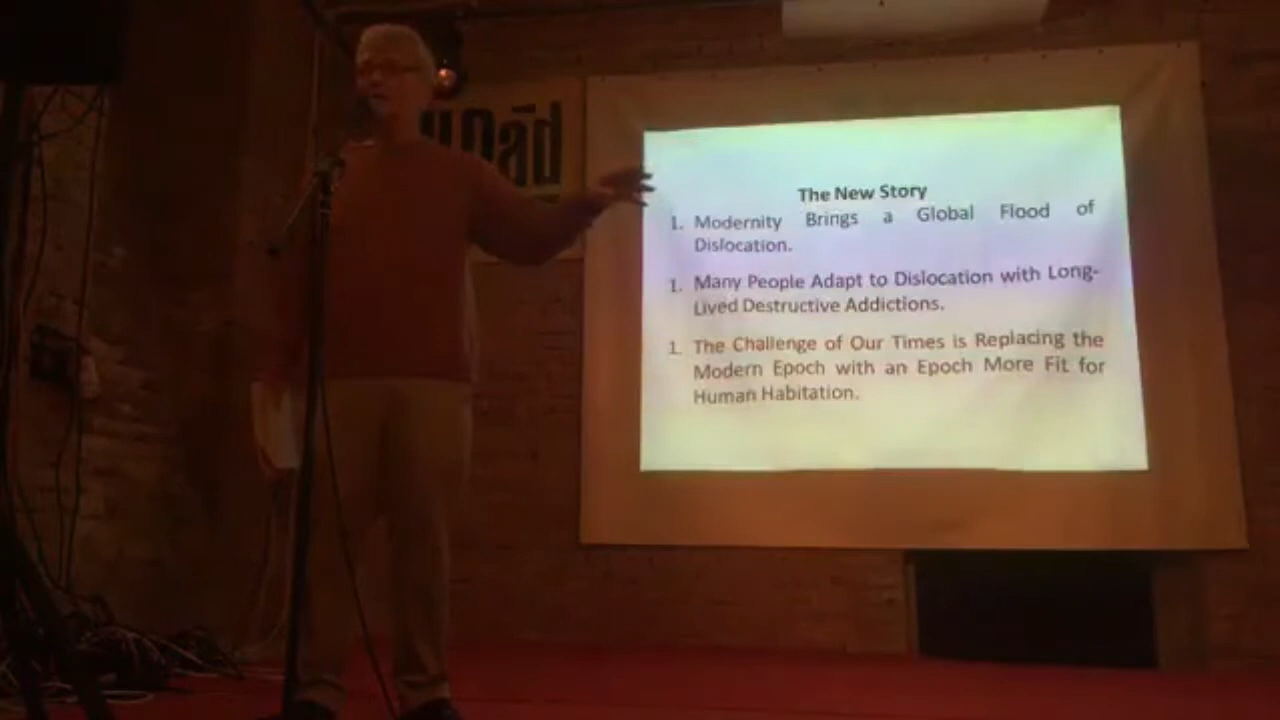 The New Story
1. Modernity Brings a Global Flood of
Dislocation.
1. Many People Adapt to Dislocation with Long-
Lived Destructive Addictions.
1. The Challenge of Our Times is Replacing the
Modern Epoch with an Epoch More Fit for
Human Habitation.